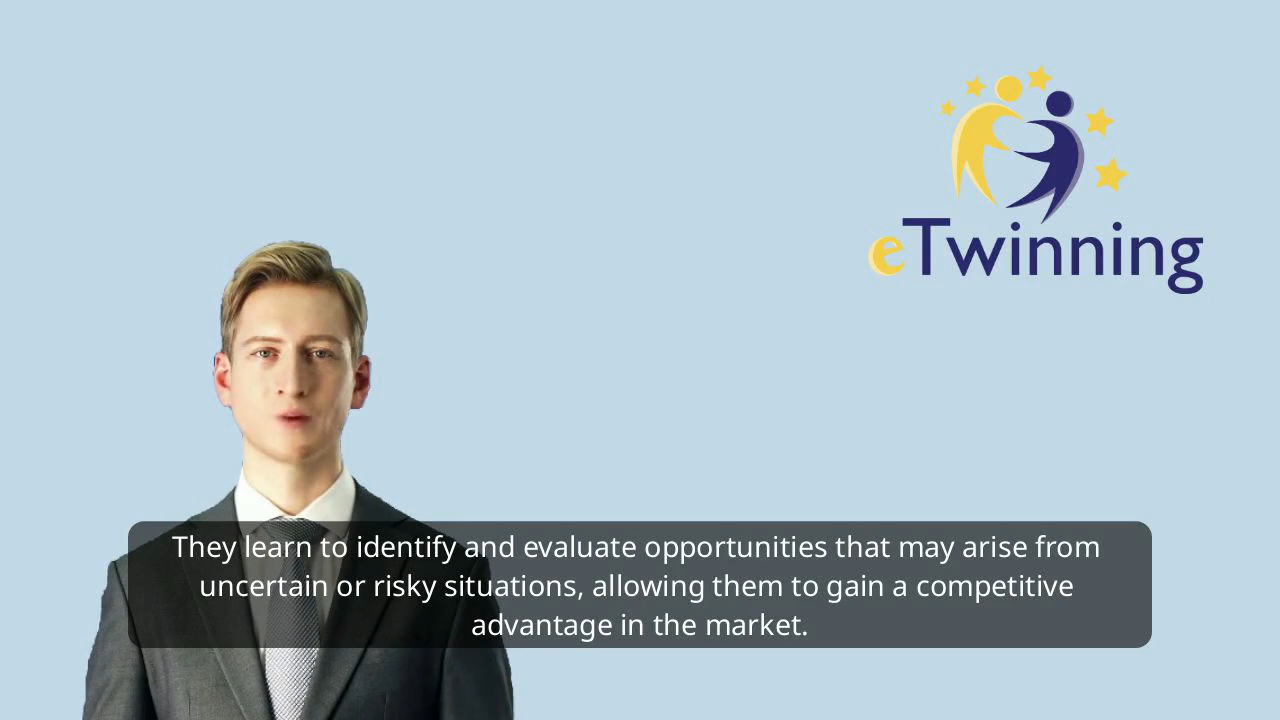 eTwinning
They learn to identify and evaluate opportunities that may arise from
uncertain or risky situations, allowing them to gain a competitive
advantage in the market.